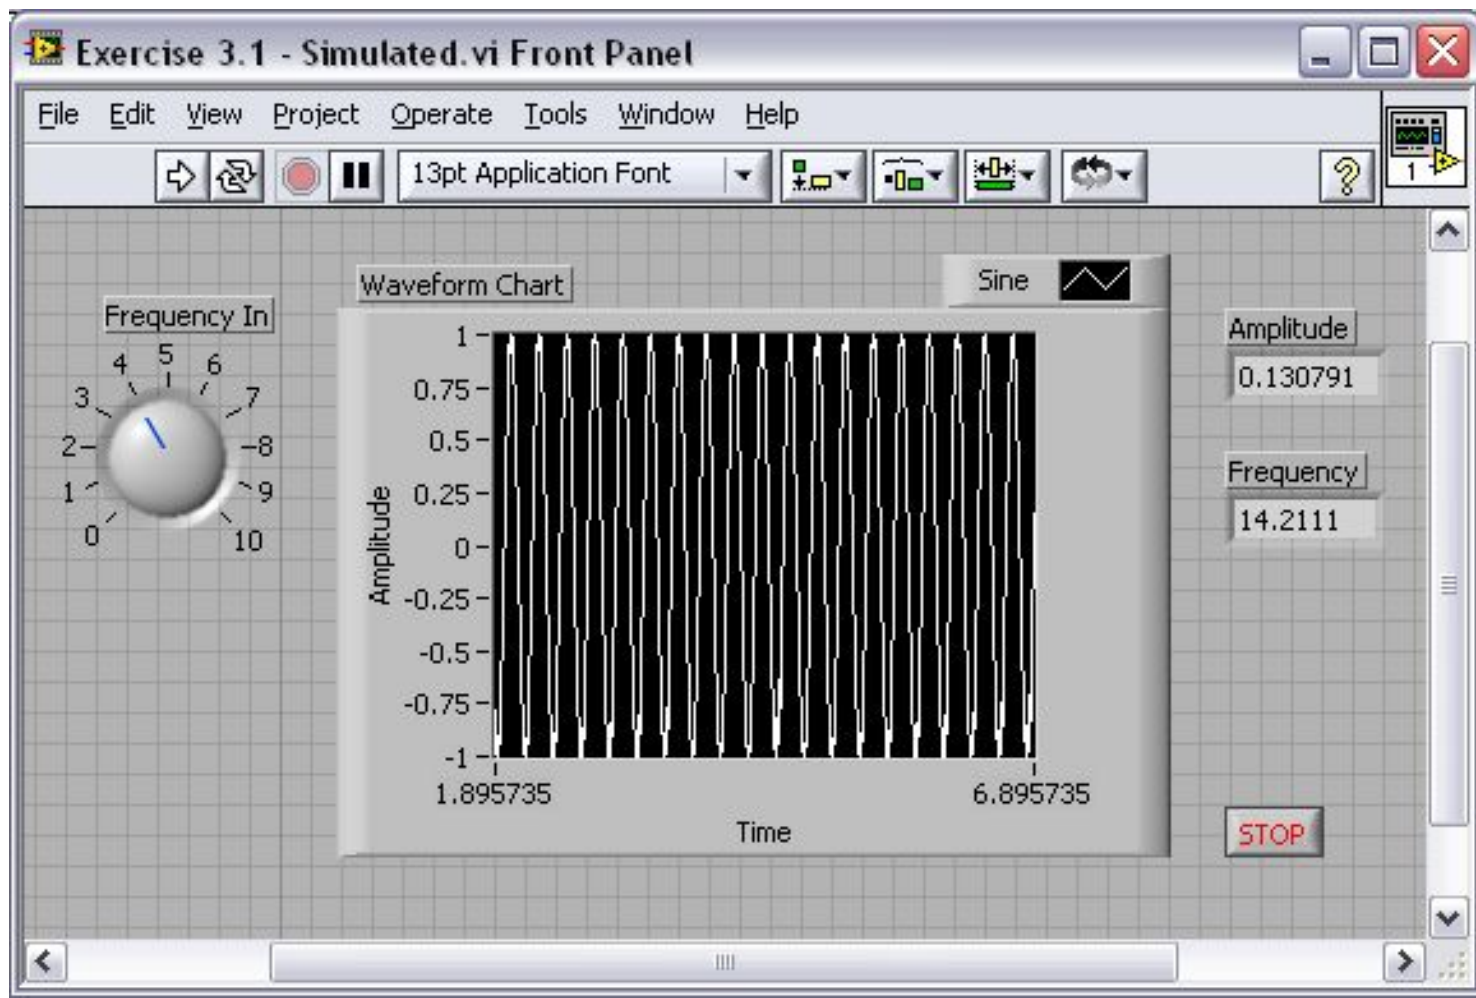 Exercise 3.1 - Simulated.vi Front Panel
File Edit View Project Operate Tools Window Help
13pt Application Font
1
Frequency In
0
1
2
3
4
5
6
7
8
9
10
Waveform Chart
Sine
Amplitude
1
0.75
0.5
0.25
0
-0.25
-0.5
-0.75
-1
1.895735 6.895735
Time
Amplitude
0.130791
Frequency
14.2111
STOP